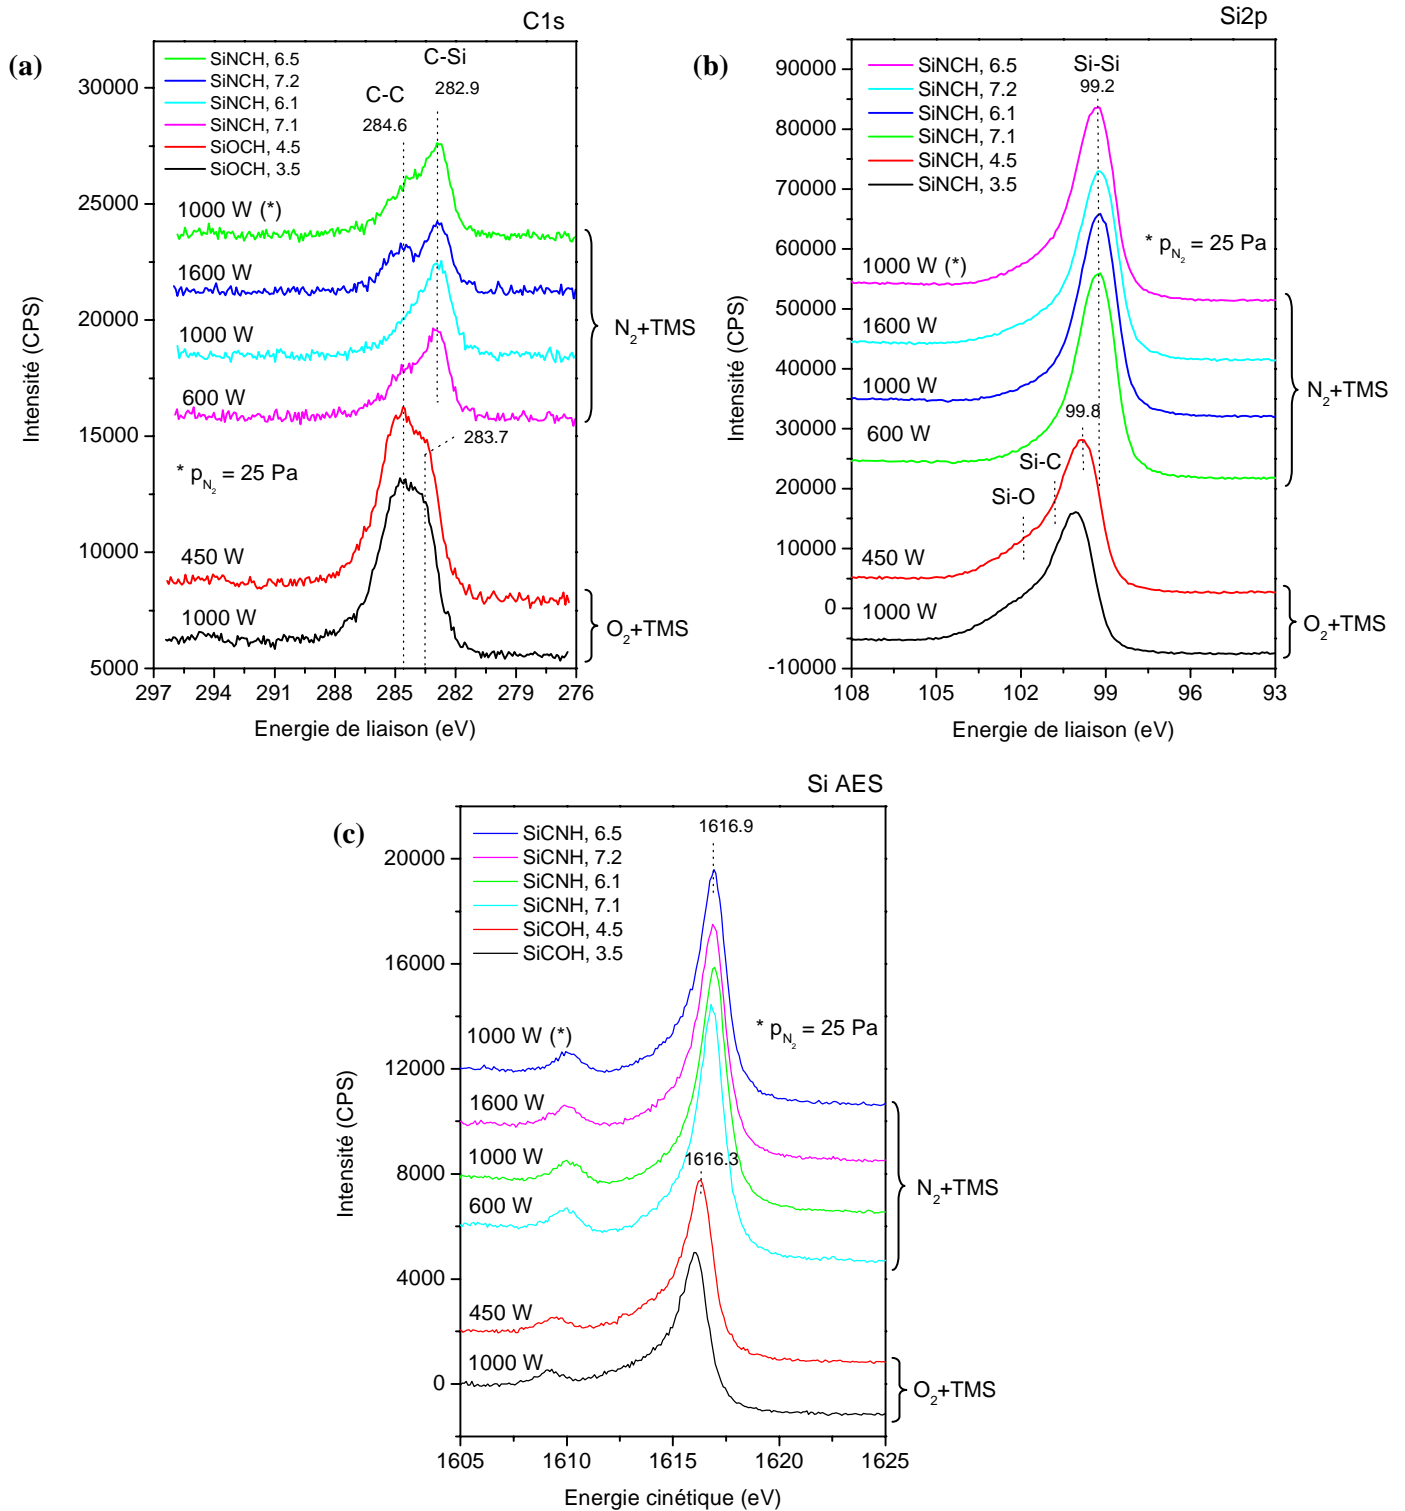 C1s
(a)
SiNCH, 6.5
SiNCH, 7.2
SiNCH, 6.1
SiNCH, 7.1
SiOCH, 4.5
SiOCH, 3.5
C-Si
282.9
C-C
284.6
1000 W (*)
1600 W
1000 W
600 W
N2+TMS
283.7
* pN2 = 25 Pa
450 W
1000 W
O2+TMS
30000
25000
20000
15000
10000
5000
Intensité (CPS)
297 294 291 288 285 282 279 276
Energie de liaison (eV)
Si2p
(b)
SiNCH, 6.5
SiNCH, 7.2
SiNCH, 6.1
SiNCH, 7.1
SiNCH, 4.5
SiNCH, 3.5
Si-Si
99.2
* pN2 = 25 Pa
1000 W (*)
1600 W
1000 W
600 W
N2+TMS
99.8
Si-C
Si-O
450 W
1000 W
O2+TMS
90000
80000
70000
60000
50000
40000
30000
20000
10000
0
-10000
Intensité (CPS)
108 105 102 99 96 93
Energie de liaison (eV)
Si AES
(c)
SiCNH, 6.5
SiCNH, 7.2
SiCNH, 6.1
SiCNH, 7.1
SiCOH, 4.5
SiCOH, 3.5
1616.9
* pN2 = 25 Pa
1000 W (*)
1600 W
1000 W
600 W
N2+TMS
1616.3
450 W
1000 W
O2+TMS
20000
16000
12000
8000
4000
0
Intensité (CPS)
1605 1610 1615 1620 1625
Energie cinétique (eV)